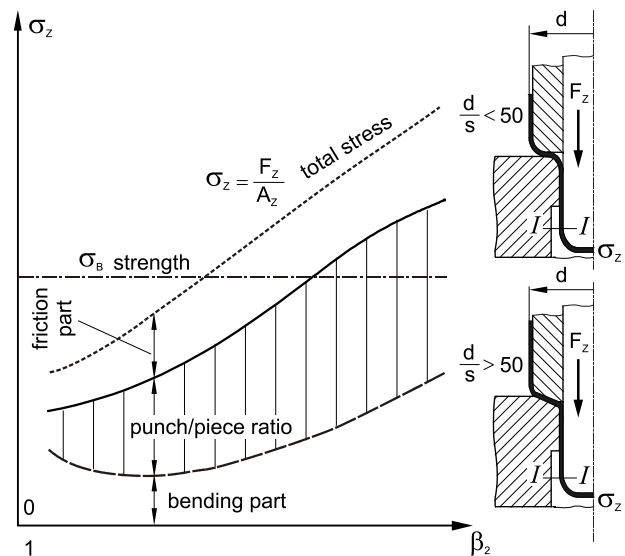 σz
total stress
σz = Fz/Az
σB strength
friction
part
punch/piece ratio
bending part
0
1
β2
d
d/s < 50
Fz
I I
σz
d
d/s > 50
Fz
I I
σz